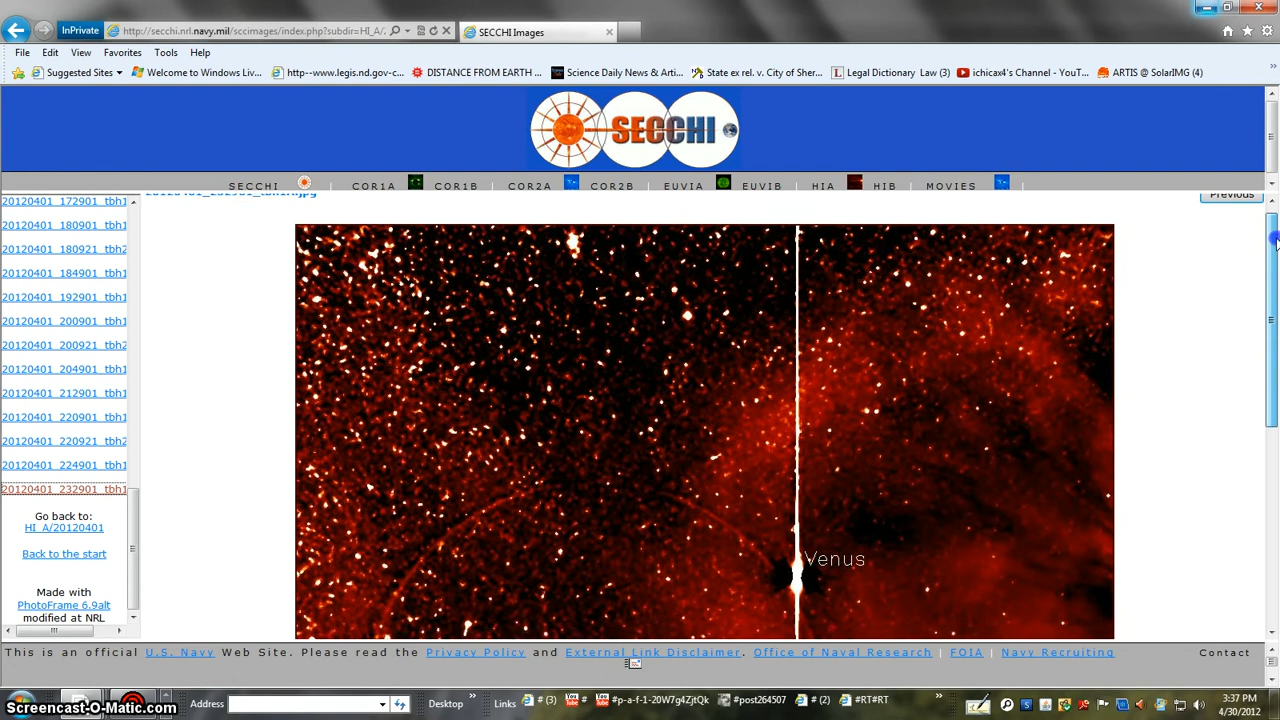 InPrivate
http://secchi.nrl.navy.mil/sccimages/index.php?subdir=HI_A/.
SECCHI Images
File Edit View Favorites Tools Help
Suggested Sites Welcome to Windows Liv... http--www.legis.nd.gov-c... DISTANCE FROM EARTH ... Science Daily News & Arti... State ex rel. v. City of Sher... Legal Dictionary Law (3) ichicax4's Channel - YouT... ARTIS @ SolarIMG (4)
SECCHI
SECCHI | COR1A COR1B | COR2A COR2B | EUVIA EUVIB | HIA HIB | MOVIES |
Previous
20120401_172901_tbh1
20120401_180901_tbh1
20120401_180921_tbh2
20120401_184901_tbh1
20120401_192901_tbh1
20120401_200901_tbh1
20120401_200921_tbh2
20120401_204901_tbh1
20120401_212901_tbh1
20120401_220901_tbh1
20120401_220921_tbh2
20120401_224901_tbh1
20120401_232901_tbh1
Go back to:
HI_A/20120401
Back to the start
Made with
PhotoFrame 6.9alt
modified at NRL
Venus
This is an official U.S. Navy Web Site. Please read the Privacy Policy and External Link Disclaimer. Office of Naval Research | FOIA | Navy Recruiting
Contact
Address
Desktop
Links
# (3)
#
#p-a-f-1-20W7g4ZjtQk
#post264507
# (2)
#RT#RT
3:37 PM
4/30/2012
Screencast-O-Matic.com